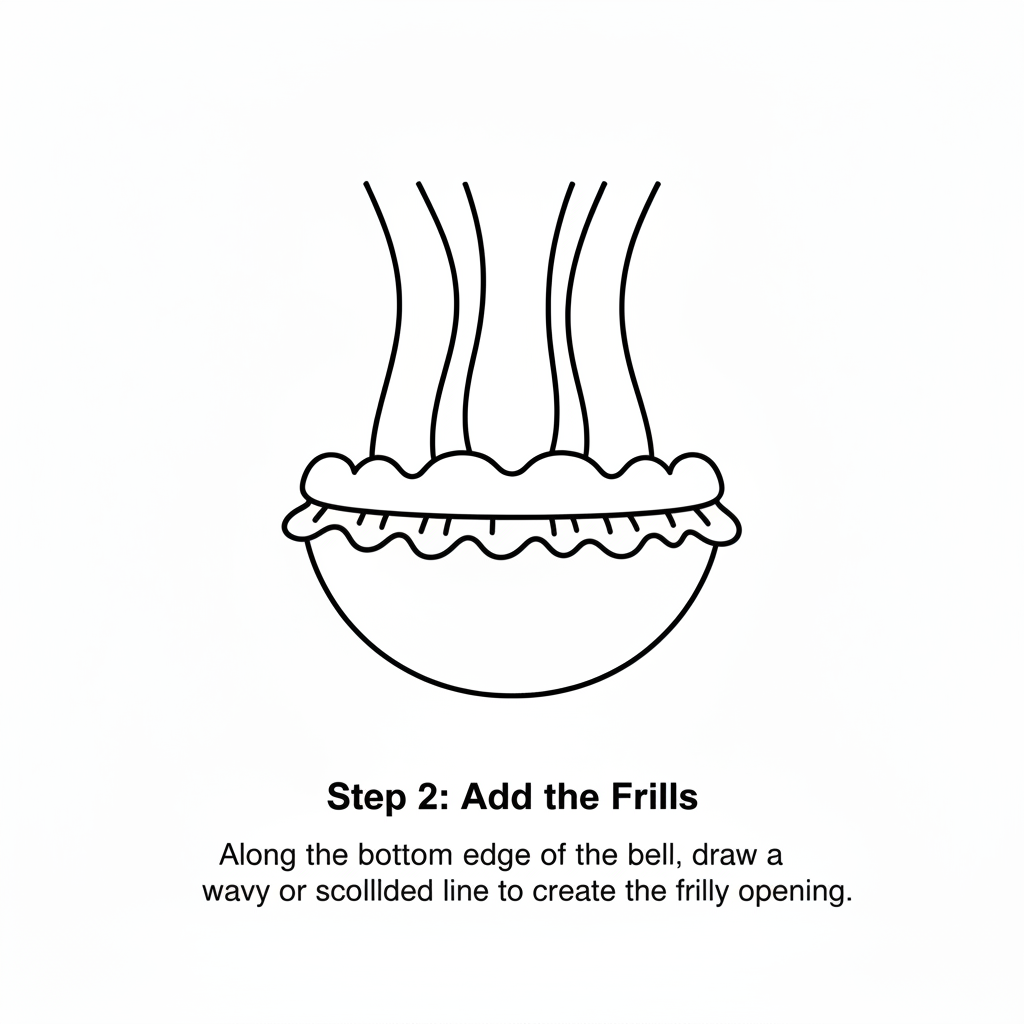 Step 2: Add the Frills
Along the bottom edge of the bell, draw a
wavy or scolllded line to create the frilly opening.